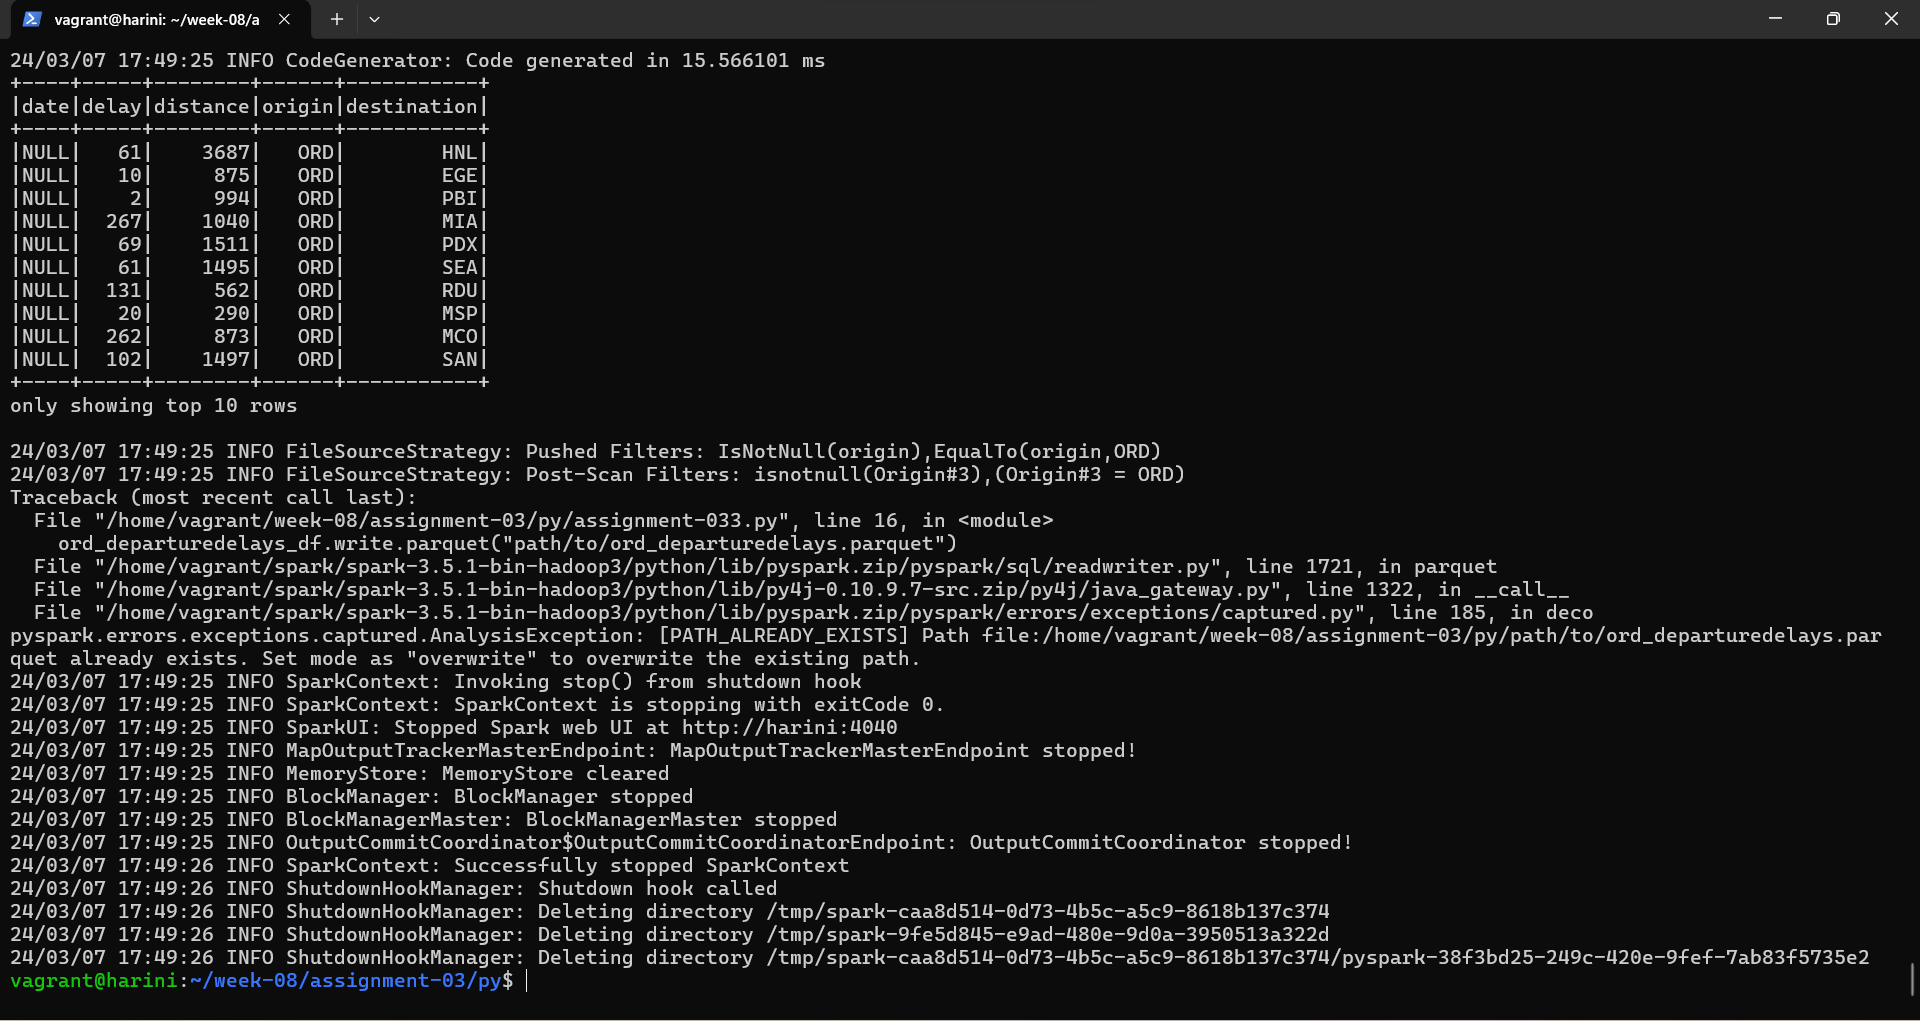 vagrant@harini: ~/week-08/a
24/03/07 17:49:25 INFO CodeGenerator: Code generated in 15.566101 ms
+----+-----+--------+------+-----------+
|date|delay|distance|origin|destination|
+----+-----+--------+------+-----------+
|NULL|   61|    3687|   ORD|        HNL|
|NULL|   10|     875|   ORD|        EGE|
|NULL|    2|     994|   ORD|        PBI|
|NULL|  267|    1040|   ORD|        MIA|
|NULL|   69|    1511|   ORD|        PDX|
|NULL|   61|    1495|   ORD|        SEA|
|NULL|  131|     562|   ORD|        RDU|
|NULL|   20|     290|   ORD|        MSP|
|NULL|  262|     873|   ORD|        MCO|
|NULL|  102|    1497|   ORD|        SAN|
+----+-----+--------+------+-----------+
only showing top 10 rows
24/03/07 17:49:25 INFO FileSourceStrategy: Pushed Filters: IsNotNull(origin),EqualTo(origin,ORD)
24/03/07 17:49:25 INFO FileSourceStrategy: Post-Scan Filters: isnotnull(Origin#3),(Origin#3 = ORD)
Traceback (most recent call last):
  File "/home/vagrant/week-08/assignment-03/py/assignment-033.py", line 16, in <module>
    ord_departuredelays_df.write.parquet("path/to/ord_departuredelays.parquet")
  File "/home/vagrant/spark/spark-3.5.1-bin-hadoop3/python/lib/pyspark.zip/pyspark/sql/readwriter.py", line 1721, in parquet
  File "/home/vagrant/spark/spark-3.5.1-bin-hadoop3/python/lib/py4j-0.10.9.7-src.zip/py4j/java_gateway.py", line 1322, in __call__
  File "/home/vagrant/spark/spark-3.5.1-bin-hadoop3/python/lib/pyspark.zip/pyspark/errors/exceptions/captured.py", line 185, in deco
pyspark.errors.exceptions.captured.AnalysisException: [PATH_ALREADY_EXISTS] Path file:/home/vagrant/week-08/assignment-03/py/path/to/ord_departuredelays.par
quet already exists. Set mode as "overwrite" to overwrite the existing path.
24/03/07 17:49:25 INFO SparkContext: Invoking stop() from shutdown hook
24/03/07 17:49:25 INFO SparkContext: SparkContext is stopping with exitCode 0.
24/03/07 17:49:25 INFO SparkUI: Stopped Spark web UI at http://harini:4040
24/03/07 17:49:25 INFO MapOutputTrackerMasterEndpoint: MapOutputTrackerMasterEndpoint stopped!
24/03/07 17:49:25 INFO MemoryStore: MemoryStore cleared
24/03/07 17:49:25 INFO BlockManager: BlockManager stopped
24/03/07 17:49:25 INFO BlockManagerMaster: BlockManagerMaster stopped
24/03/07 17:49:25 INFO OutputCommitCoordinator$OutputCommitCoordinatorEndpoint: OutputCommitCoordinator stopped!
24/03/07 17:49:26 INFO SparkContext: Successfully stopped SparkContext
24/03/07 17:49:26 INFO ShutdownHookManager: Shutdown hook called
24/03/07 17:49:26 INFO ShutdownHookManager: Deleting directory /tmp/spark-caa8d514-0d73-4b5c-a5c9-8618b137c374
24/03/07 17:49:26 INFO ShutdownHookManager: Deleting directory /tmp/spark-9fe5d845-e9ad-480e-9d0a-3950513a322d
24/03/07 17:49:26 INFO ShutdownHookManager: Deleting directory /tmp/spark-caa8d514-0d73-4b5c-a5c9-8618b137c374/pyspark-38f3bd25-249c-420e-9fef-7ab83f5735e2
vagrant@harini:~/week-08/assignment-03/py$